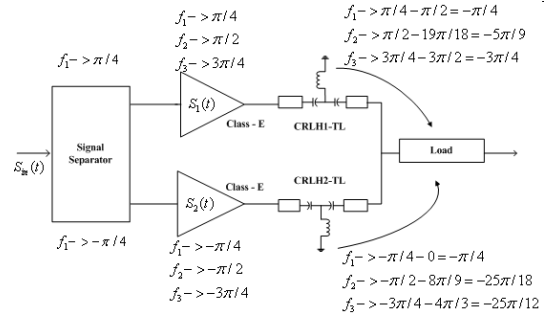 f₁−>π/4
f₁−>π/4
f₂−>π/2
f₃−>3π/4
f₁−>π/4−π/2=−π/4
f₂−>π/2−19π/18=−5π/9
f₃−>3π/4−3π/2=−3π/4
S₁(t)
Class - E
CRLH1-TL
Signal
Separator
Sᵢₙ(t)
Load
S₂(t)
Class - E
CRLH2-TL
f₁−>−π/4
f₁−>−π/4
f₂−>−π/2
f₃−>−3π/4
f₁−>−π/4−0=−π/4
f₂−>−π/2−8π/9=−25π/18
f₃−>−3π/4−4π/3=−25π/12